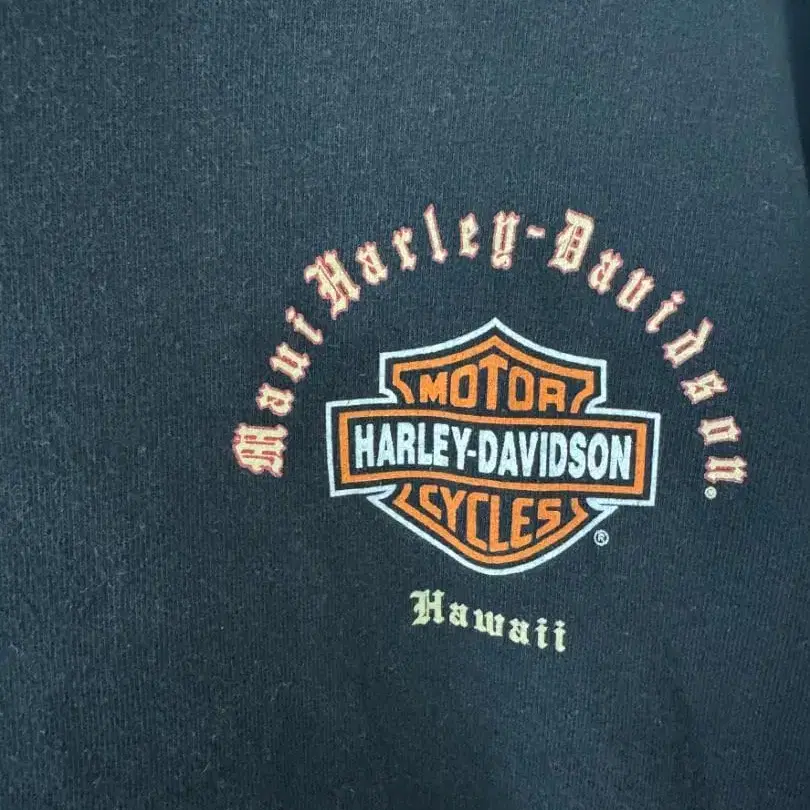 Maui Harley-Davidson.
MOTOR
HARLEY-DAVIDSON
CYCLES
®
Hawaii